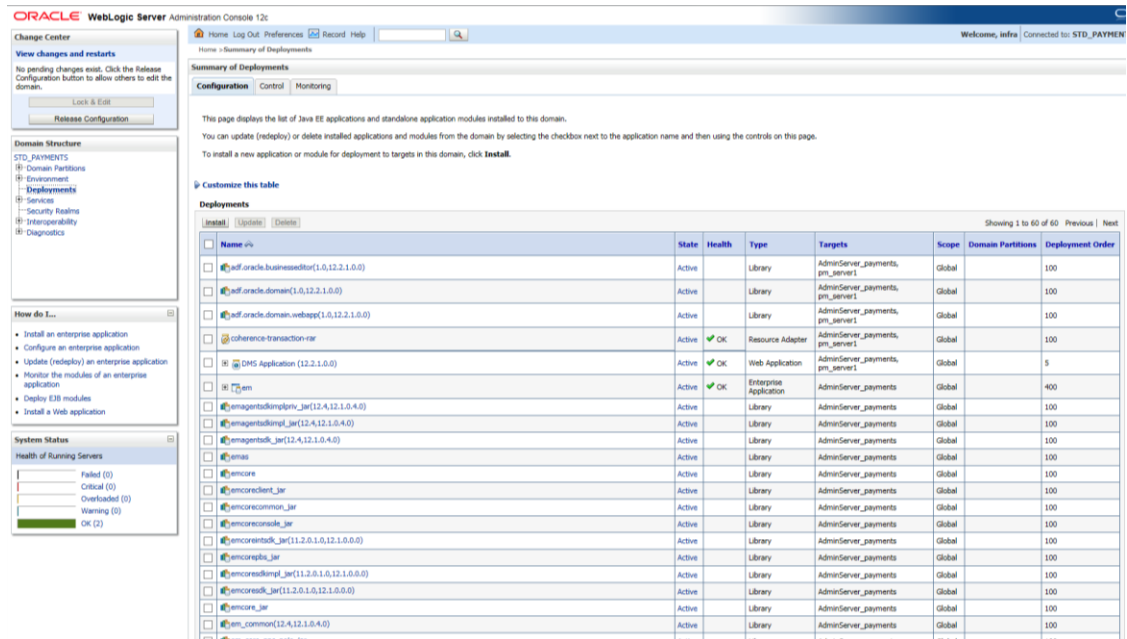 ORACLE WebLogic Server Administration Console 12c
Change Center
View changes and restarts
No pending changes exist. Click the Release
Configuration button to allow others to edit the
domain.
Lock & Edit
Release Configuration
Domain Structure
STD_PAYMENTS
Domain Partitions
Environment
Deployments
Services
Security Realms
Interoperability
Diagnostics
How do I...
Install an enterprise application
Configure an enterprise application
Update (redeploy) an enterprise application
Monitor the modules of an enterprise
application
Deploy EJB modules
Install a Web application
System Status
Health of Running Servers
Failed (0)
Critical (0)
Overloaded (0)
Warning (0)
OK (2)
Home Log Out Preferences Record Help
Welcome, infra Connected to: STD_PAYMENT
Home >Summary of Deployments
Summary of Deployments
Configuration Control Monitoring
This page displays the list of Java EE applications and standalone application modules installed to this domain.
You can update (redeploy) or delete installed applications and modules from the domain by selecting the checkbox next to the application name and then using the controls on this page.
To install a new application or module for deployment to targets in this domain, click Install.
Customize this table
Deployments
Install Update Delete Showing 1 to 60 of 60 Previous | Next
Name State Health Type Targets Scope Domain Partitions Deployment Order
adf.oracle.businesseditor(1.0,12.2.1.0.0) Active Library AdminServer_payments, pm_server1 Global 100
adf.oracle.domain(1.0,12.2.1.0.0) Active Library AdminServer_payments, pm_server1 Global 100
adf.oracle.domain.webapp(1.0,12.2.1.0.0) Active Library AdminServer_payments, pm_server1 Global 100
coherence-transaction-rar Active OK Resource Adapter AdminServer_payments, pm_server1 Global 100
DMS Application (12.2.1.0.0) Active OK Web Application AdminServer_payments, pm_server1 Global 5
em Active OK Enterprise Application AdminServer_payments Global 400
emagentsdkimplpriv_jar(12.4,12.1.0.4.0) Active Library AdminServer_payments Global 100
emagentsdkimpl_jar(12.4,12.1.0.4.0) Active Library AdminServer_payments Global 100
emagentsdk_jar(12.4,12.1.0.4.0) Active Library AdminServer_payments Global 100
emas Active Library AdminServer_payments Global 100
emcore Active Library AdminServer_payments Global 100
emcoreclient_jar Active Library AdminServer_payments Global 100
emcorecommon_jar Active Library AdminServer_payments Global 100
emcoreconsole_jar Active Library AdminServer_payments Global 100
emcoreintsdk_jar(11.2.0.1.0,12.1.0.0.0) Active Library AdminServer_payments Global 100
emcorepbs_jar Active Library AdminServer_payments Global 100
emcoresdkimpl_jar(11.2.0.1.0,12.1.0.0.0) Active Library AdminServer_payments Global 100
emcoresdk_jar(11.2.0.1.0,12.1.0.0.0) Active Library AdminServer_payments Global 100
emcore_jar Active Library AdminServer_payments Global 100
em_common(12.4,12.1.0.4.0) Active Library AdminServer_payments Global 100